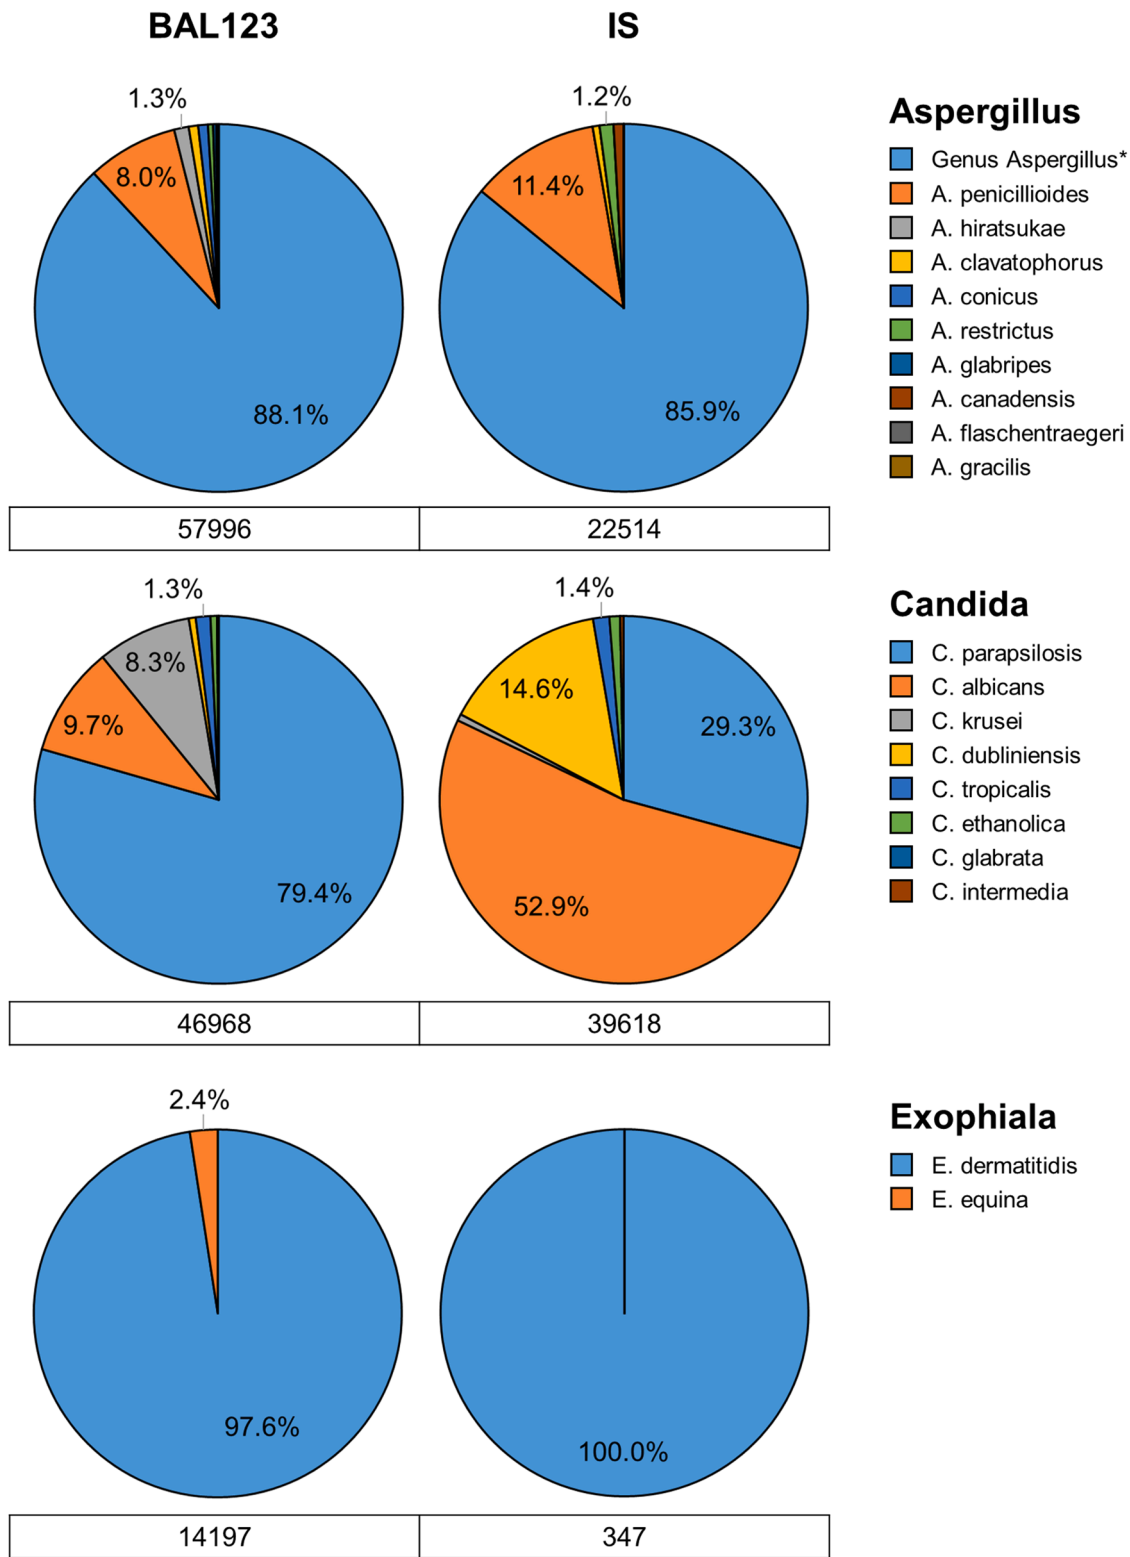 BAL123
IS
1.3%
8.0%
88.1%
1.2%
11.4%
85.9%
Aspergillus
Genus Aspergillus*
A. penicillioides
A. hiratsukae
A. clavatophorus
A. conicus
A. restrictus
A. glabripes
A. canadensis
A. flaschentraegeri
A. gracilis
57996
22514
1.3%
8.3%
9.7%
79.4%
1.4%
14.6%
29.3%
52.9%
Candida
C. parapsilosis
C. albicans
C. krusei
C. dubliniensis
C. tropicalis
C. ethanolica
C. glabrata
C. intermedia
46968
39618
2.4%
97.6%
100.0%
Exophiala
E. dermatitidis
E. equina
14197
347